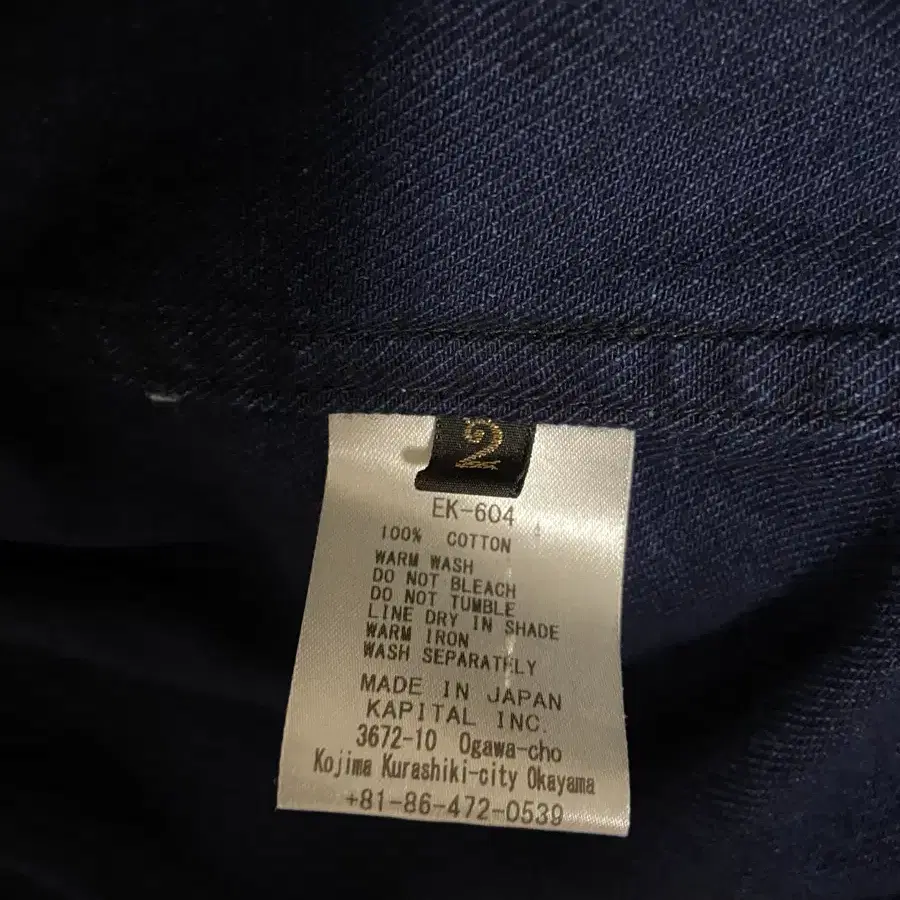 2
EK-604
100% COTTON
WARM WASH
DO NOT BLEACH
DO NOT TUMBLE
LINE DRY IN SHADE
WARM IRON
WASH SEPARATELY
MADE IN JAPAN
KAPITAL INC.
3672-10 Ogawa-cho
Kojima Kurashiki-city Okayama
+81-86-472-0539